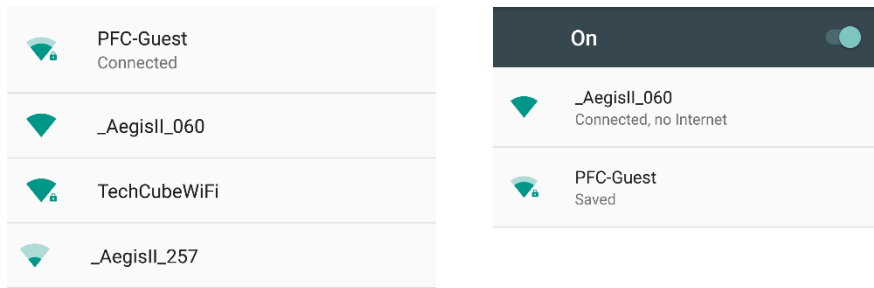 PFC-Guest
Connected
_AegisII_060
TechCubeWiFi
_AegisII_257
On
_AegisII_060
Connected, no Internet
PFC-Guest
Saved